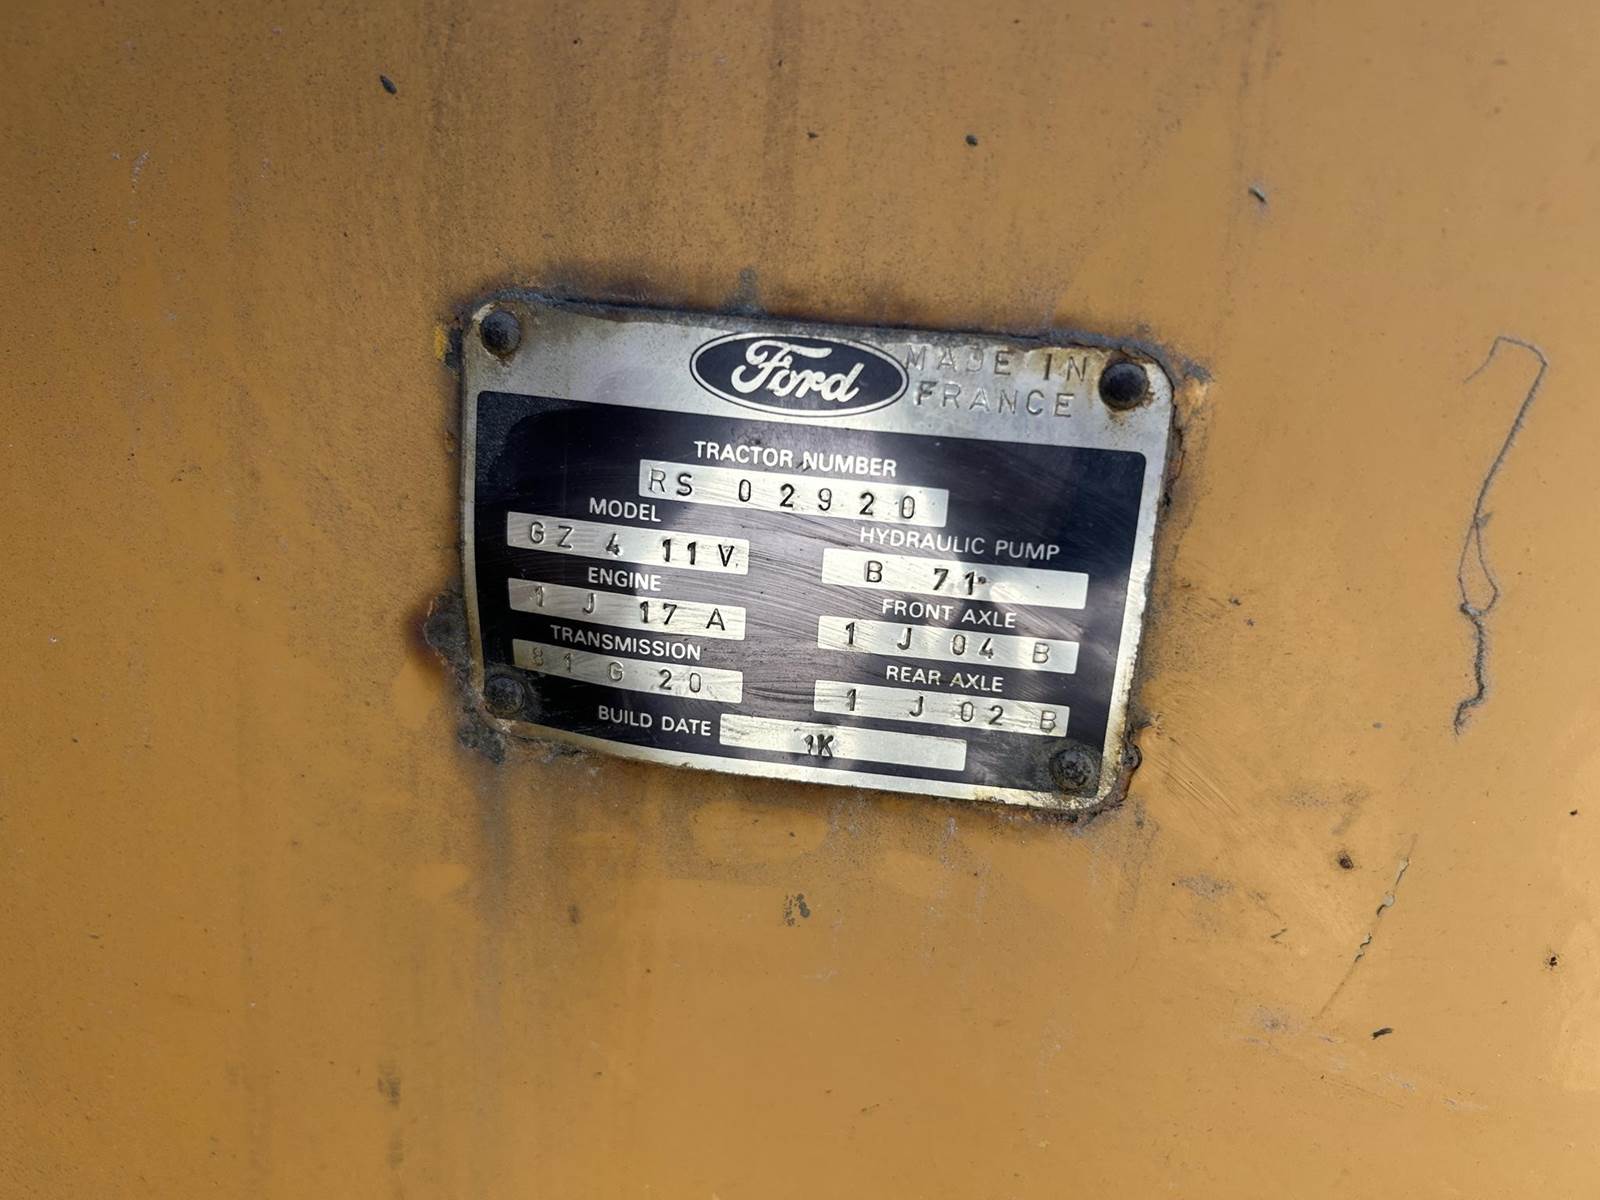 Ford MADE IN
FRANCE
TRACTOR NUMBER
RS 02920
MODEL
GZ 4 11V
HYDRAULIC PUMP
B 71
ENGINE
1 J 17 A
FRONT AXLE
1 J 04 B
TRANSMISSION
81 G 20
REAR AXLE
1 J 02 B
BUILD DATE 1K